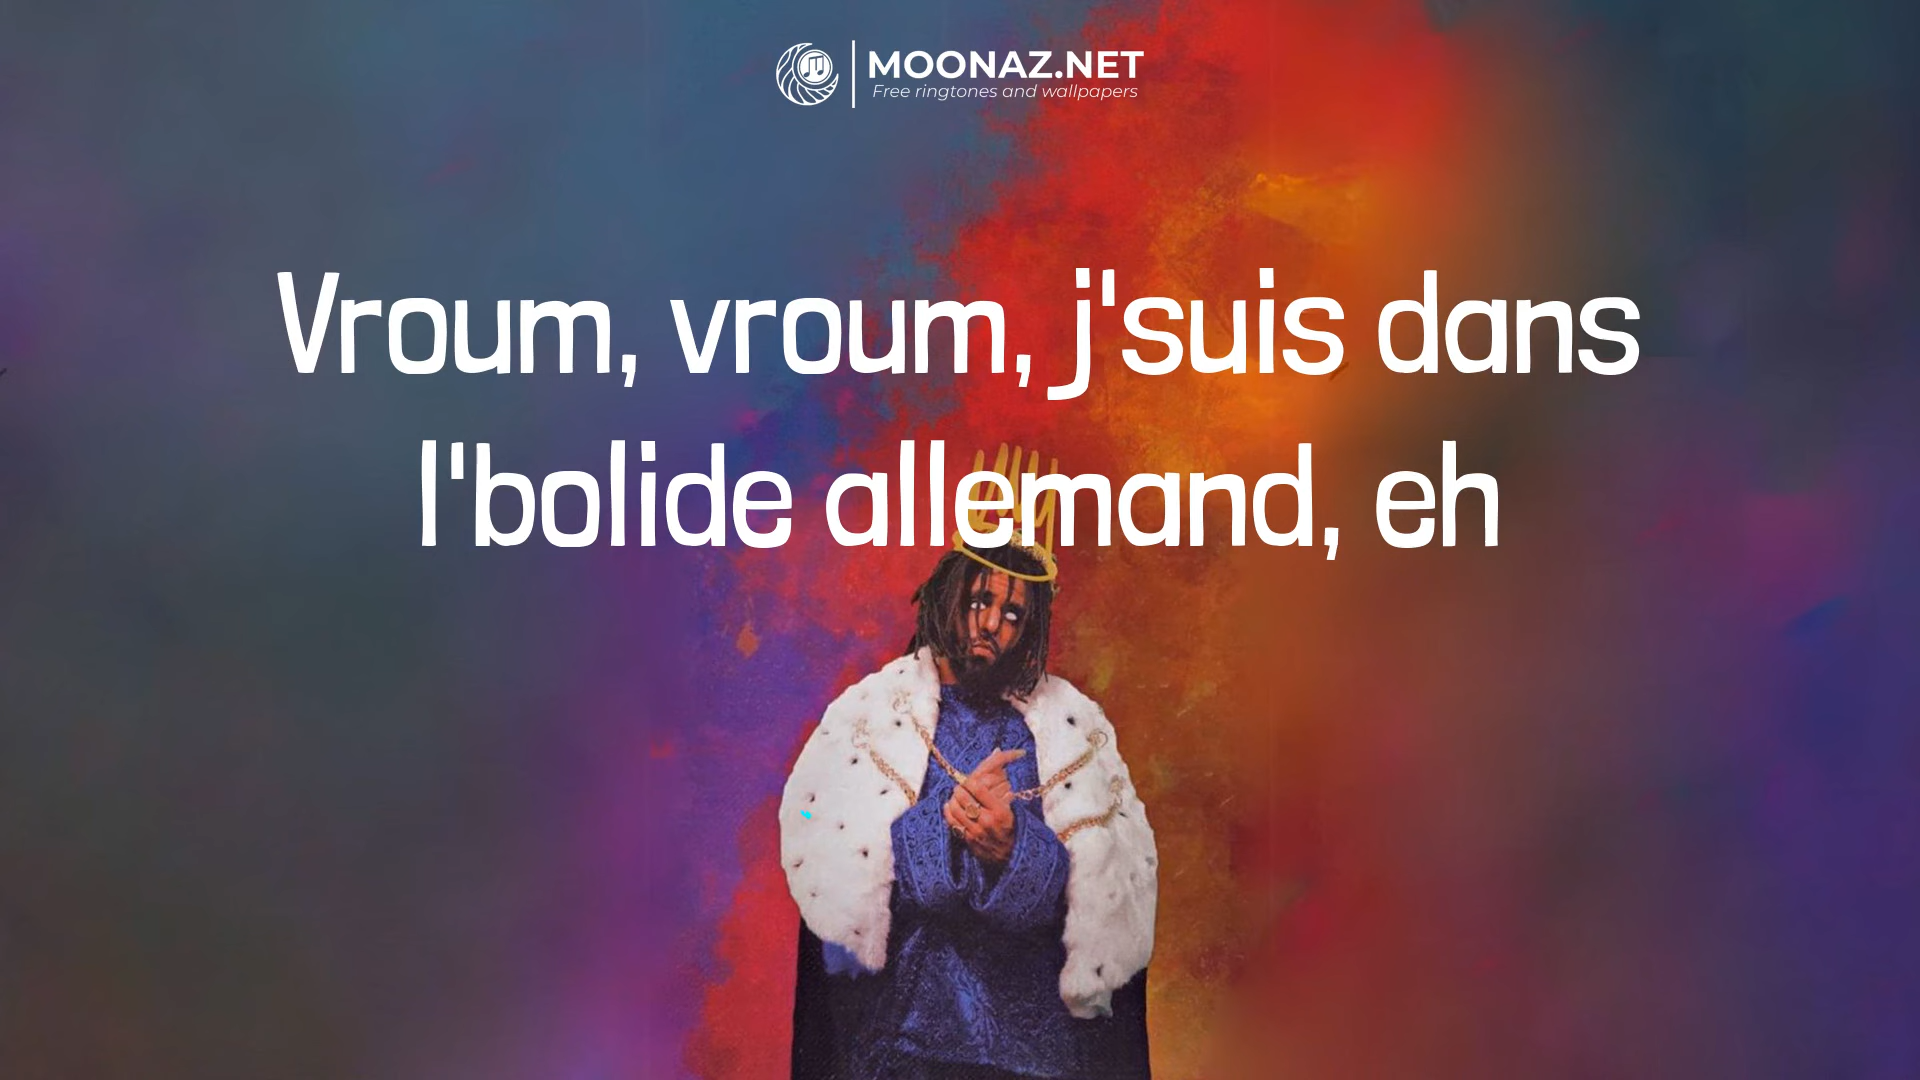 MOONAZ.NET
Free ringtones and wallpapers
Vroum, vroum, j'suis dans
l'bolide allemand, eh